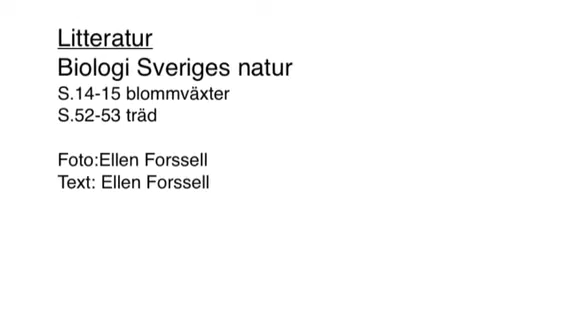 Litteratur
Biologi Sveriges natur
S.14-15 blommväxter
S.52-53 träd
Foto:Ellen Forssell
Text: Ellen Forssell